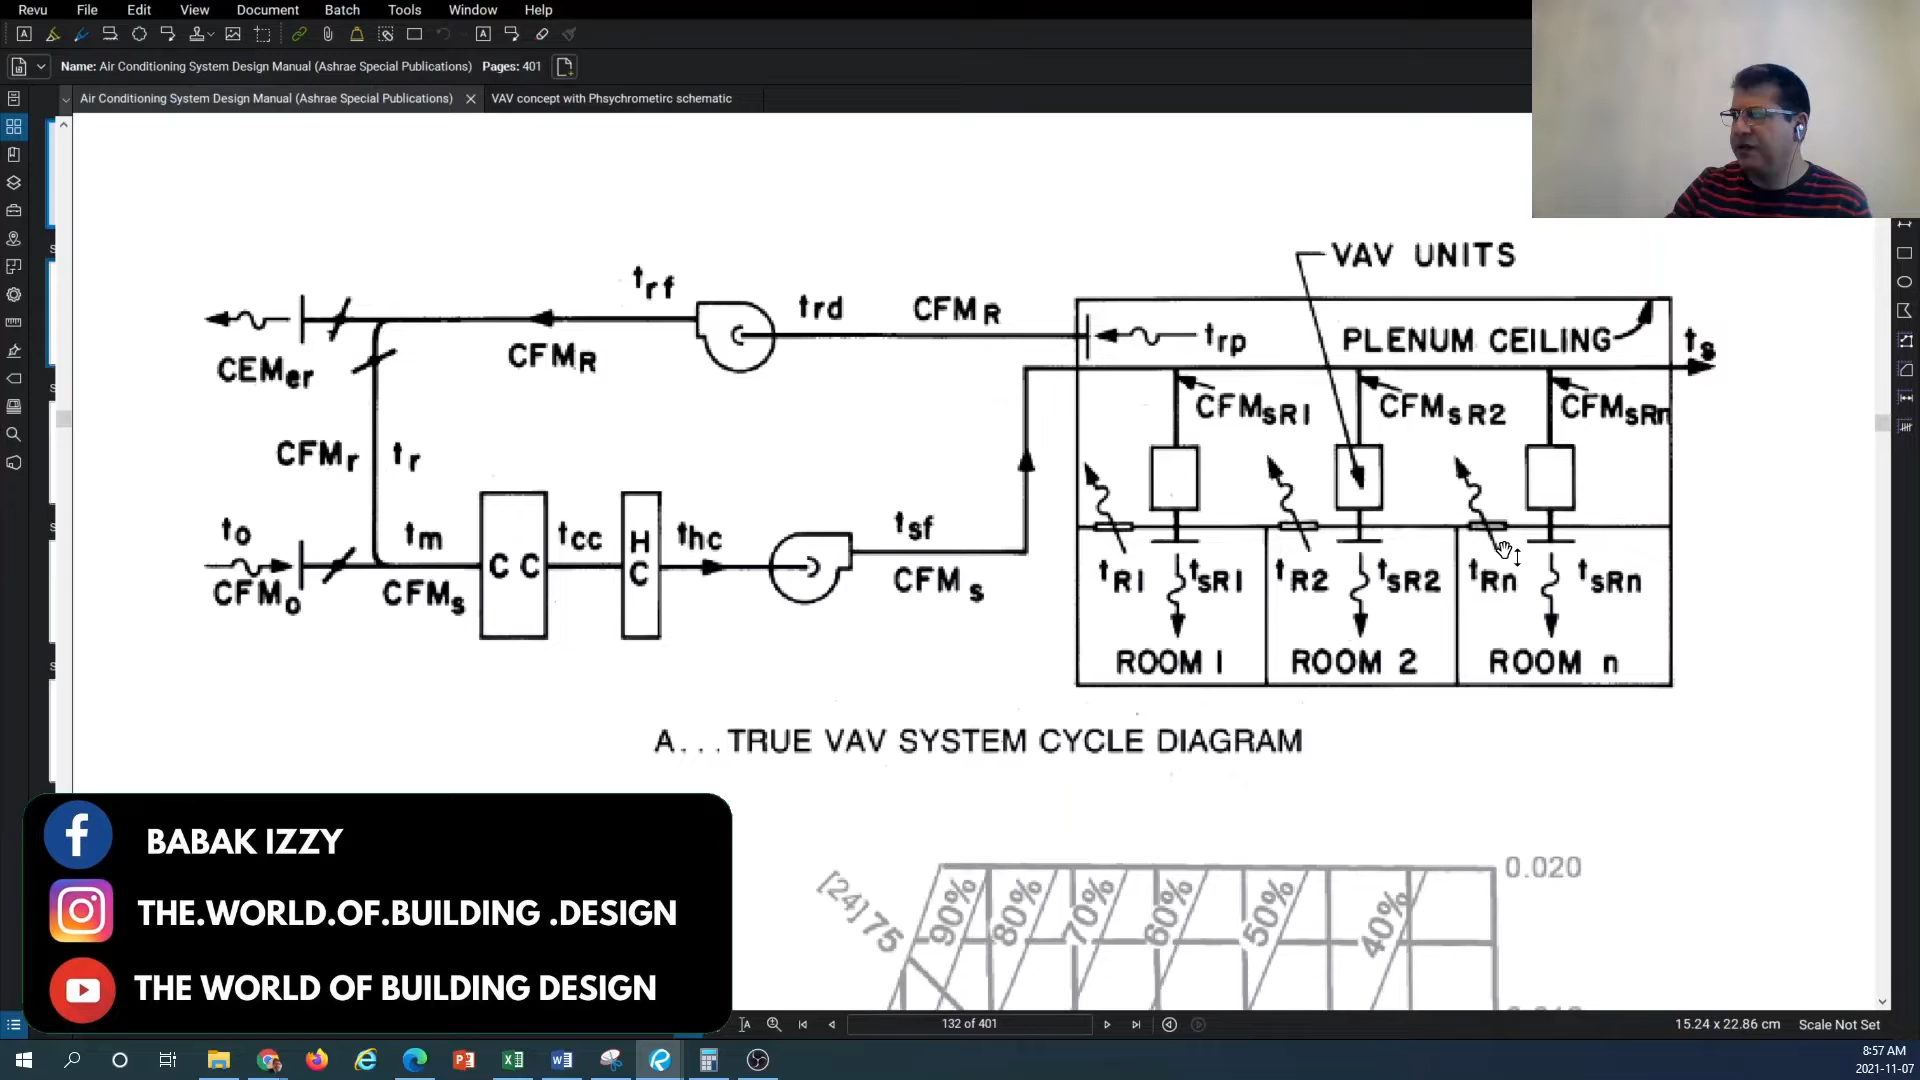 Revu File Edit View Document Batch Tools Window Help
Name: Air Conditioning System Design Manual (Ashrae Special Publications) Pages: 401
Air Conditioning System Design Manual (Ashrae Special Publications) VAV concept with Phsychrometirc schematic
VAV UNITS
trf
trd CFMR
trp PLENUM CEILING ts
CEMer CFMR
CFMsR1 CFMsR2 CFMsRn
CFMr tr
to tm tcc H thc tsf
CC C
CFMo CFMs CFMs
tR1 tsR1 tR2 tsR2 tRn tsRn
ROOM 1 ROOM 2 ROOM n
A...TRUE VAV SYSTEM CYCLE DIAGRAM
0.020
[24] 75 90% 80% 70% 60% 50% 40%
BABAK IZZY
THE.WORLD.OF.BUILDING .DESIGN
THE WORLD OF BUILDING DESIGN
132 of 401 15.24 x 22.86 cm Scale Not Set
8:57 AM
2021-11-07